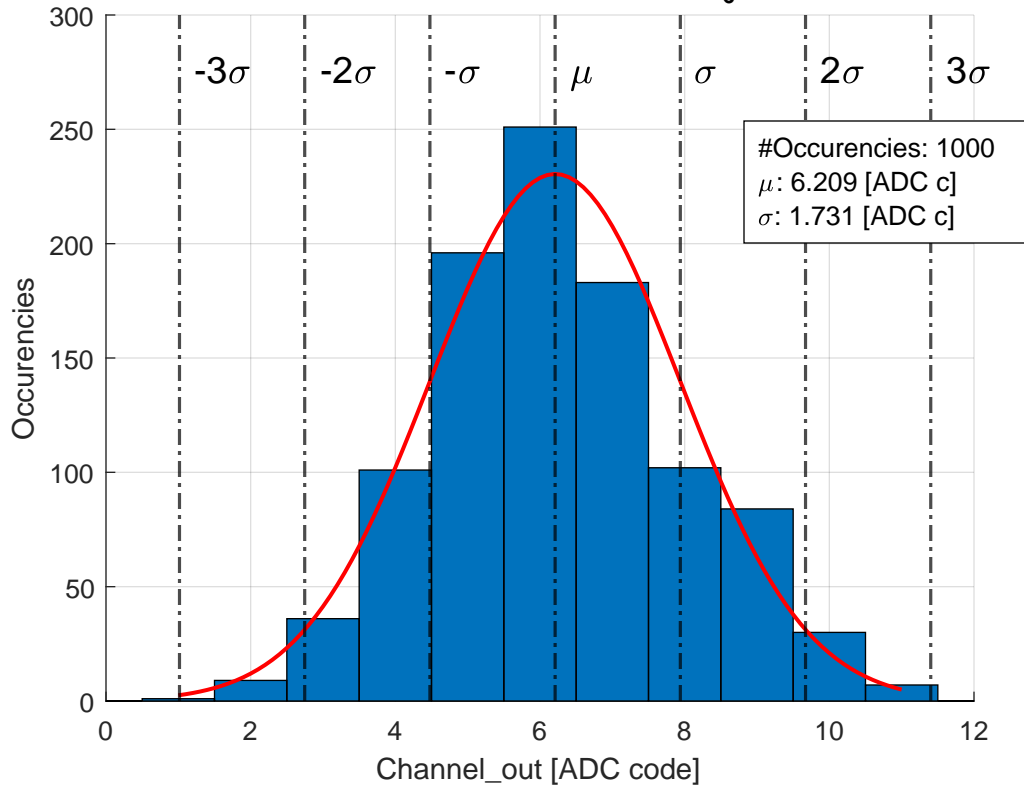 300
250
200
150
100
50
0
Occurencies
-3σ
-2σ
-σ
μ
σ
2σ
3σ
#Occurencies: 1000
μ: 6.209 [ADC c]
σ: 1.731 [ADC c]
0 2 4 6 8 10 12
Channel_out [ADC code]